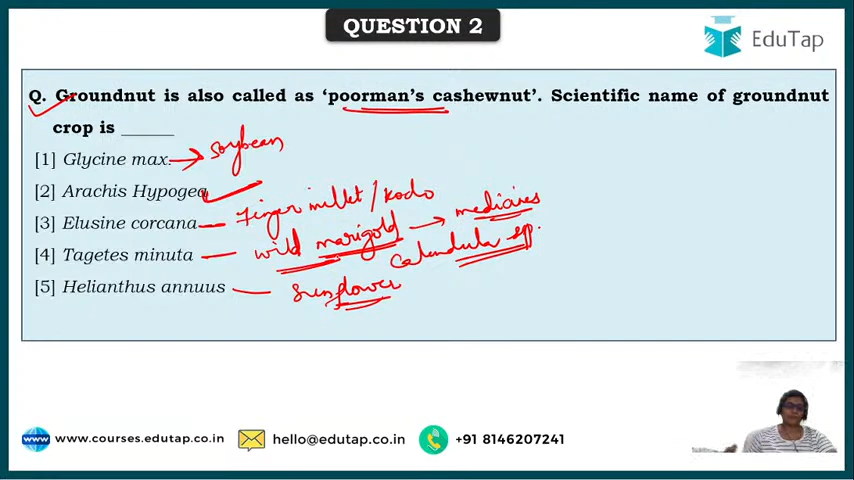 QUESTION 2
EduTap
Q. Groundnut is also called as ‘poorman’s cashewnut’. Scientific name of groundnut
crop is ______
[1] Glycine max. soybean
[2] Arachis Hypogea
[3] Elusine corcana Finger millet / Kodo
[4] Tagetes minuta wild marigold medicines
Calendula sp.
[5] Helianthus annuus sunflower
www.courses.edutap.co.in hello@edutap.co.in +91 8146207241